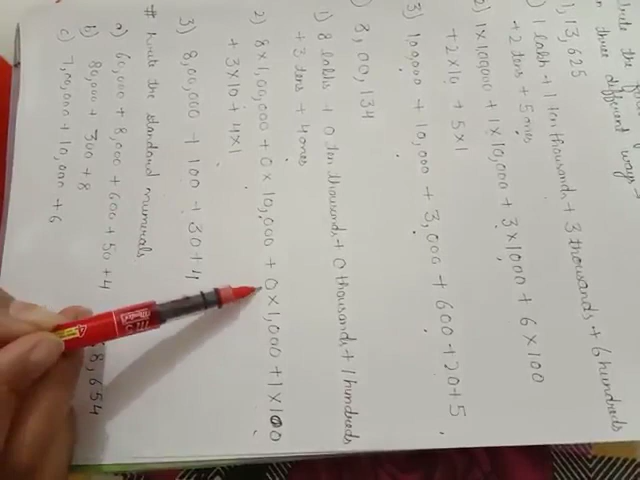 in three different ways →
1,13,625
1 lakh + 1 ten thousands + 3 thousands + 6 hundreds
+ 2 tens + 5 ones
2) 1 x 100000 + 1 x 10,000 + 3 x 1000 + 6 x 100
+ 2 x 10 + 5 x 1
3) 100,000 + 10,000 + 3,000 + 600 + 20 + 5
8,00,134
1) 8 lakhs + 0 ten thousands + 0 thousands + 1 hundreds
+ 3 tens + 4 ones
2) 8 x 1,00,000 + 0 x 10,000 + 0 x 1,000 + 1 x 100
+ 3 x 10 + 4 x 1
3) 8,00,000 + 100 + 30 + 4
# Write the standard numerals
a) 60,000 + 8,000 + 600 + 50 + 4
8,654
b) 80,000 + 300 + 8
c) 7,00,000 + 10,000 + 6